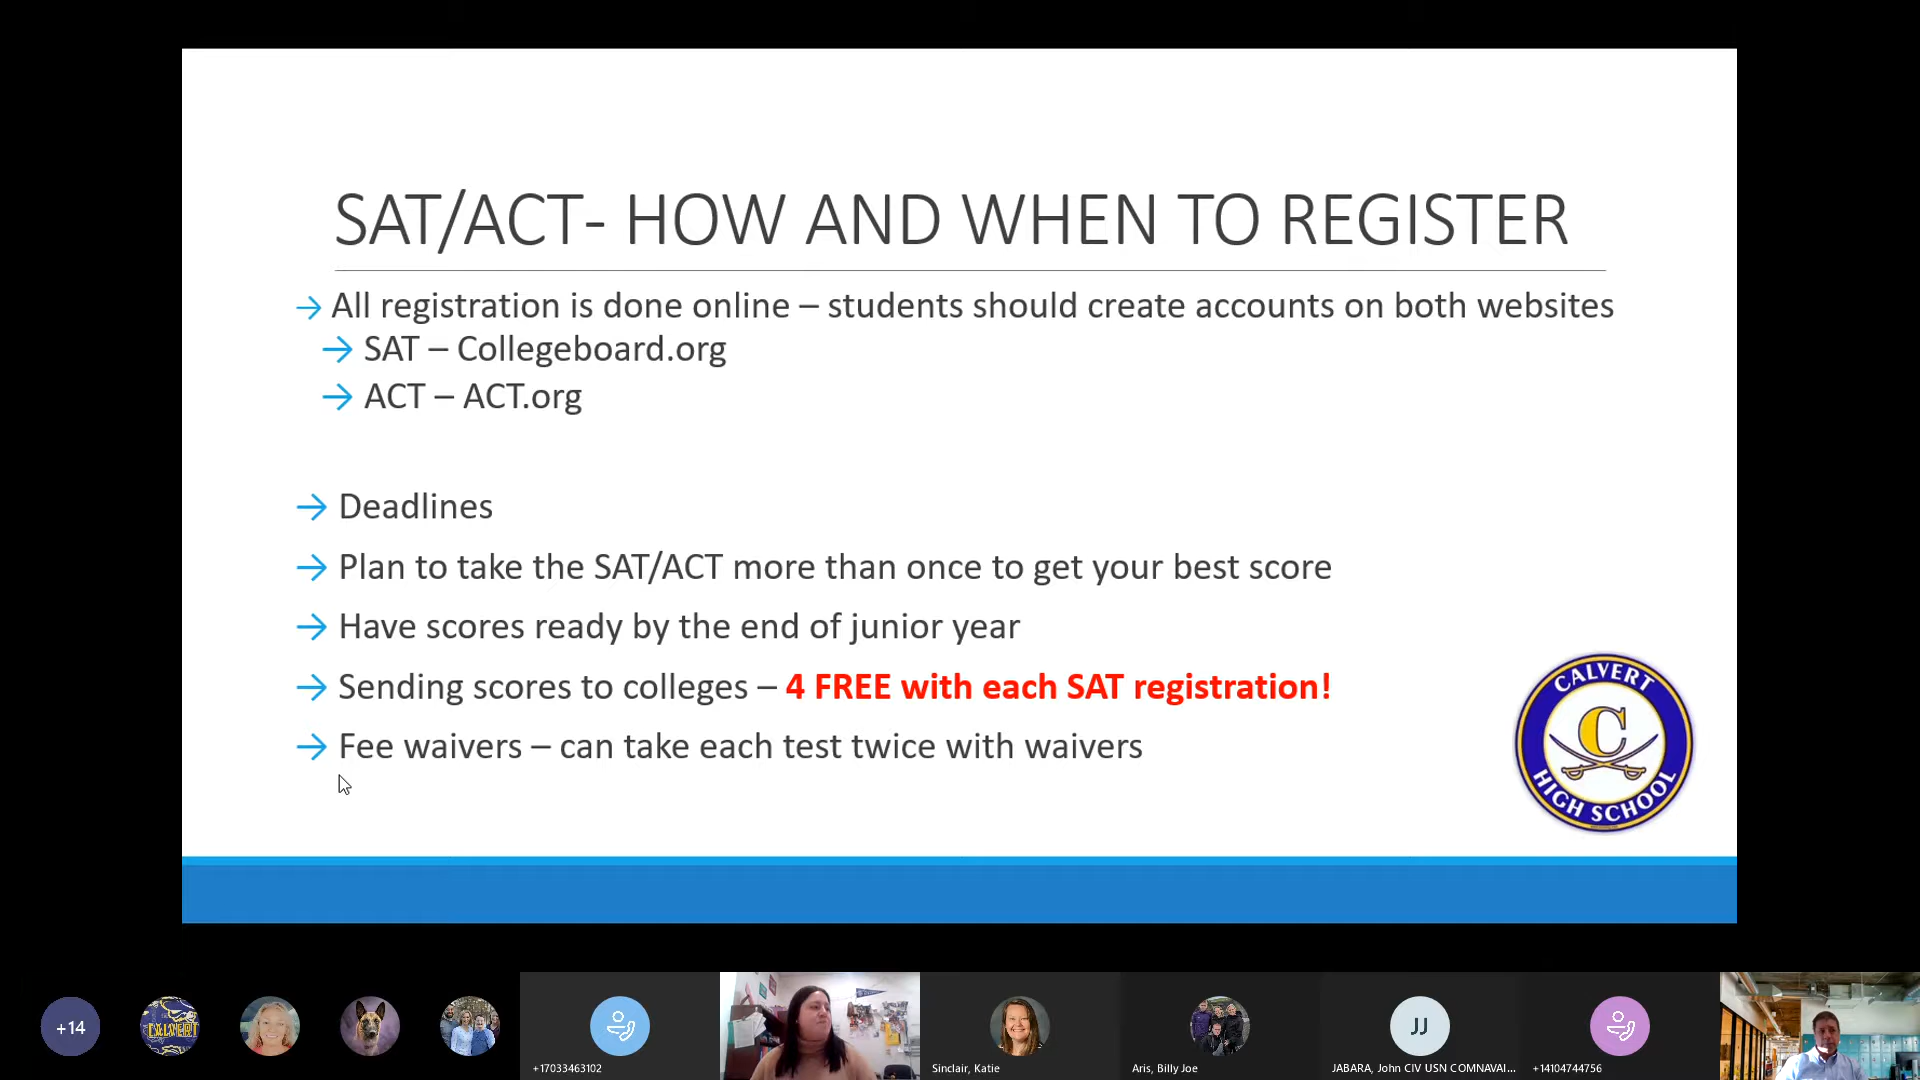 SAT/ACT- HOW AND WHEN TO REGISTER
→ All registration is done online – students should create accounts on both websites
→ SAT – Collegeboard.org
→ ACT – ACT.org
→ Deadlines
→ Plan to take the SAT/ACT more than once to get your best score
→ Have scores ready by the end of junior year
→ Sending scores to colleges – 4 FREE with each SAT registration!
→ Fee waivers – can take each test twice with waivers
CALVERT
C
HIGH SCHOOL
+14
CALVERT
JJ
+17033463102
Sinclair, Katie
Aris, Billy Joe
JABARA, John CIV USN COMNAVAI...
+14104744756